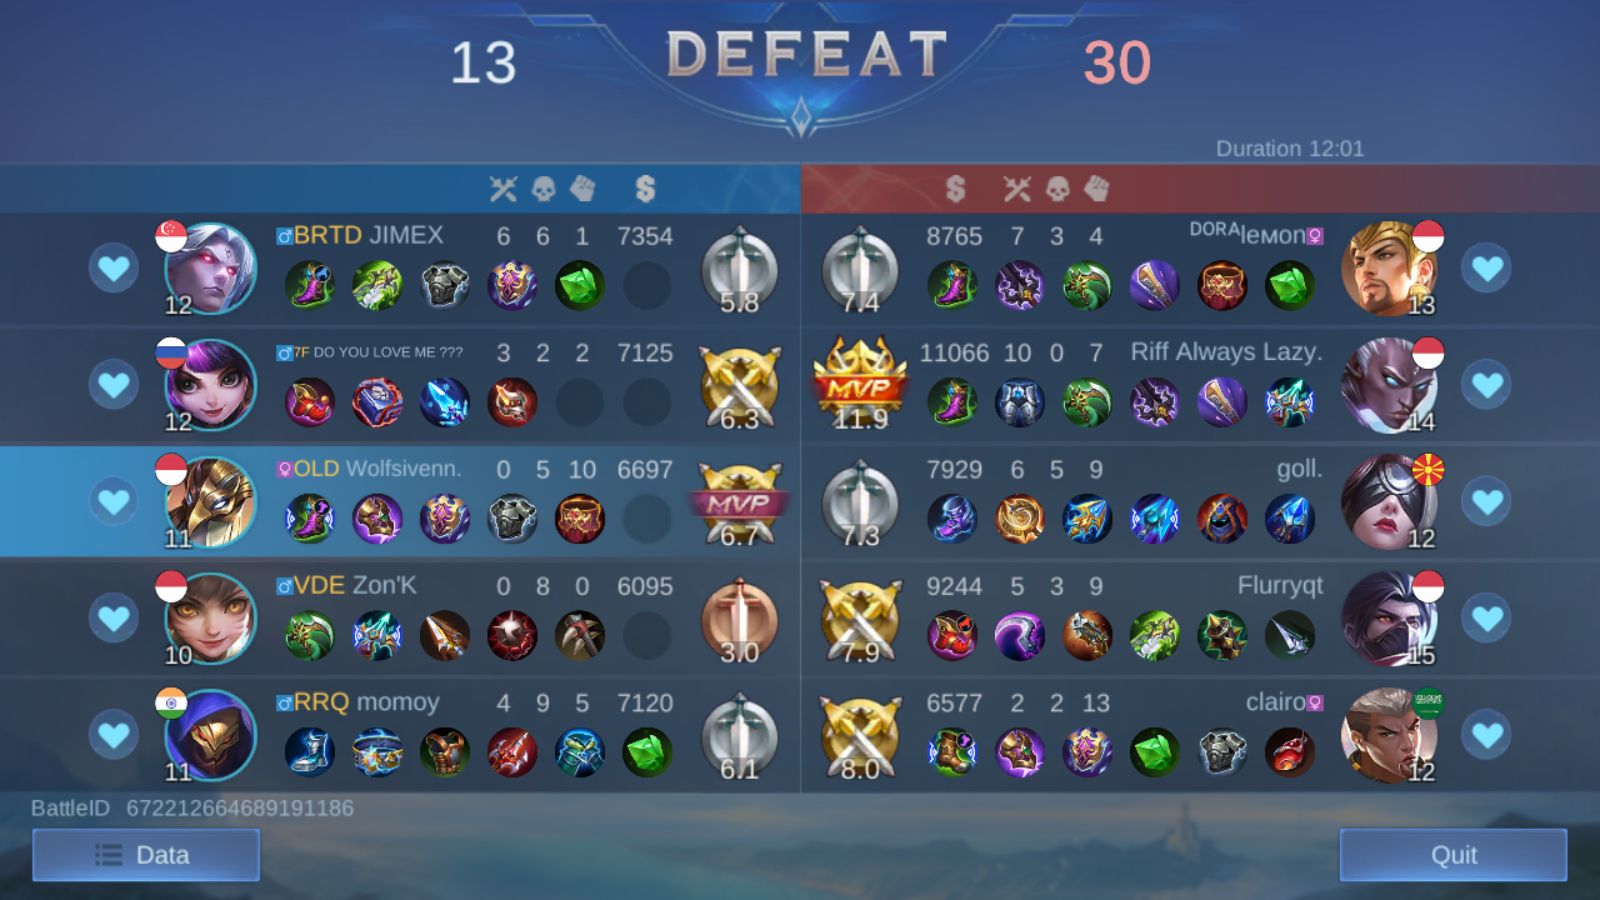 13 DEFEAT 30
Duration 12:01
12 BRTD JIMEX 6 6 1 7354 5.8
7.4 8765 7 3 4 DORAleMon 13
12 7F DO YOU LOVE ME ??? 3 2 2 7125 6.3
MVP 11.9 11066 10 0 7 Riff Always Lazy. 14
11 OLD Wolfsivenn. 0 5 10 6697 MVP 6.7
7.3 7929 6 5 9 goll. 12
10 VDE Zon'K 0 8 0 6095 3.0
7.9 9244 5 3 9 Flurryqt 15
11 RRQ momoy 4 9 5 7120 6.1
8.0 6577 2 2 13 clairo 12
BattleID 672212664689191186
Data
Quit